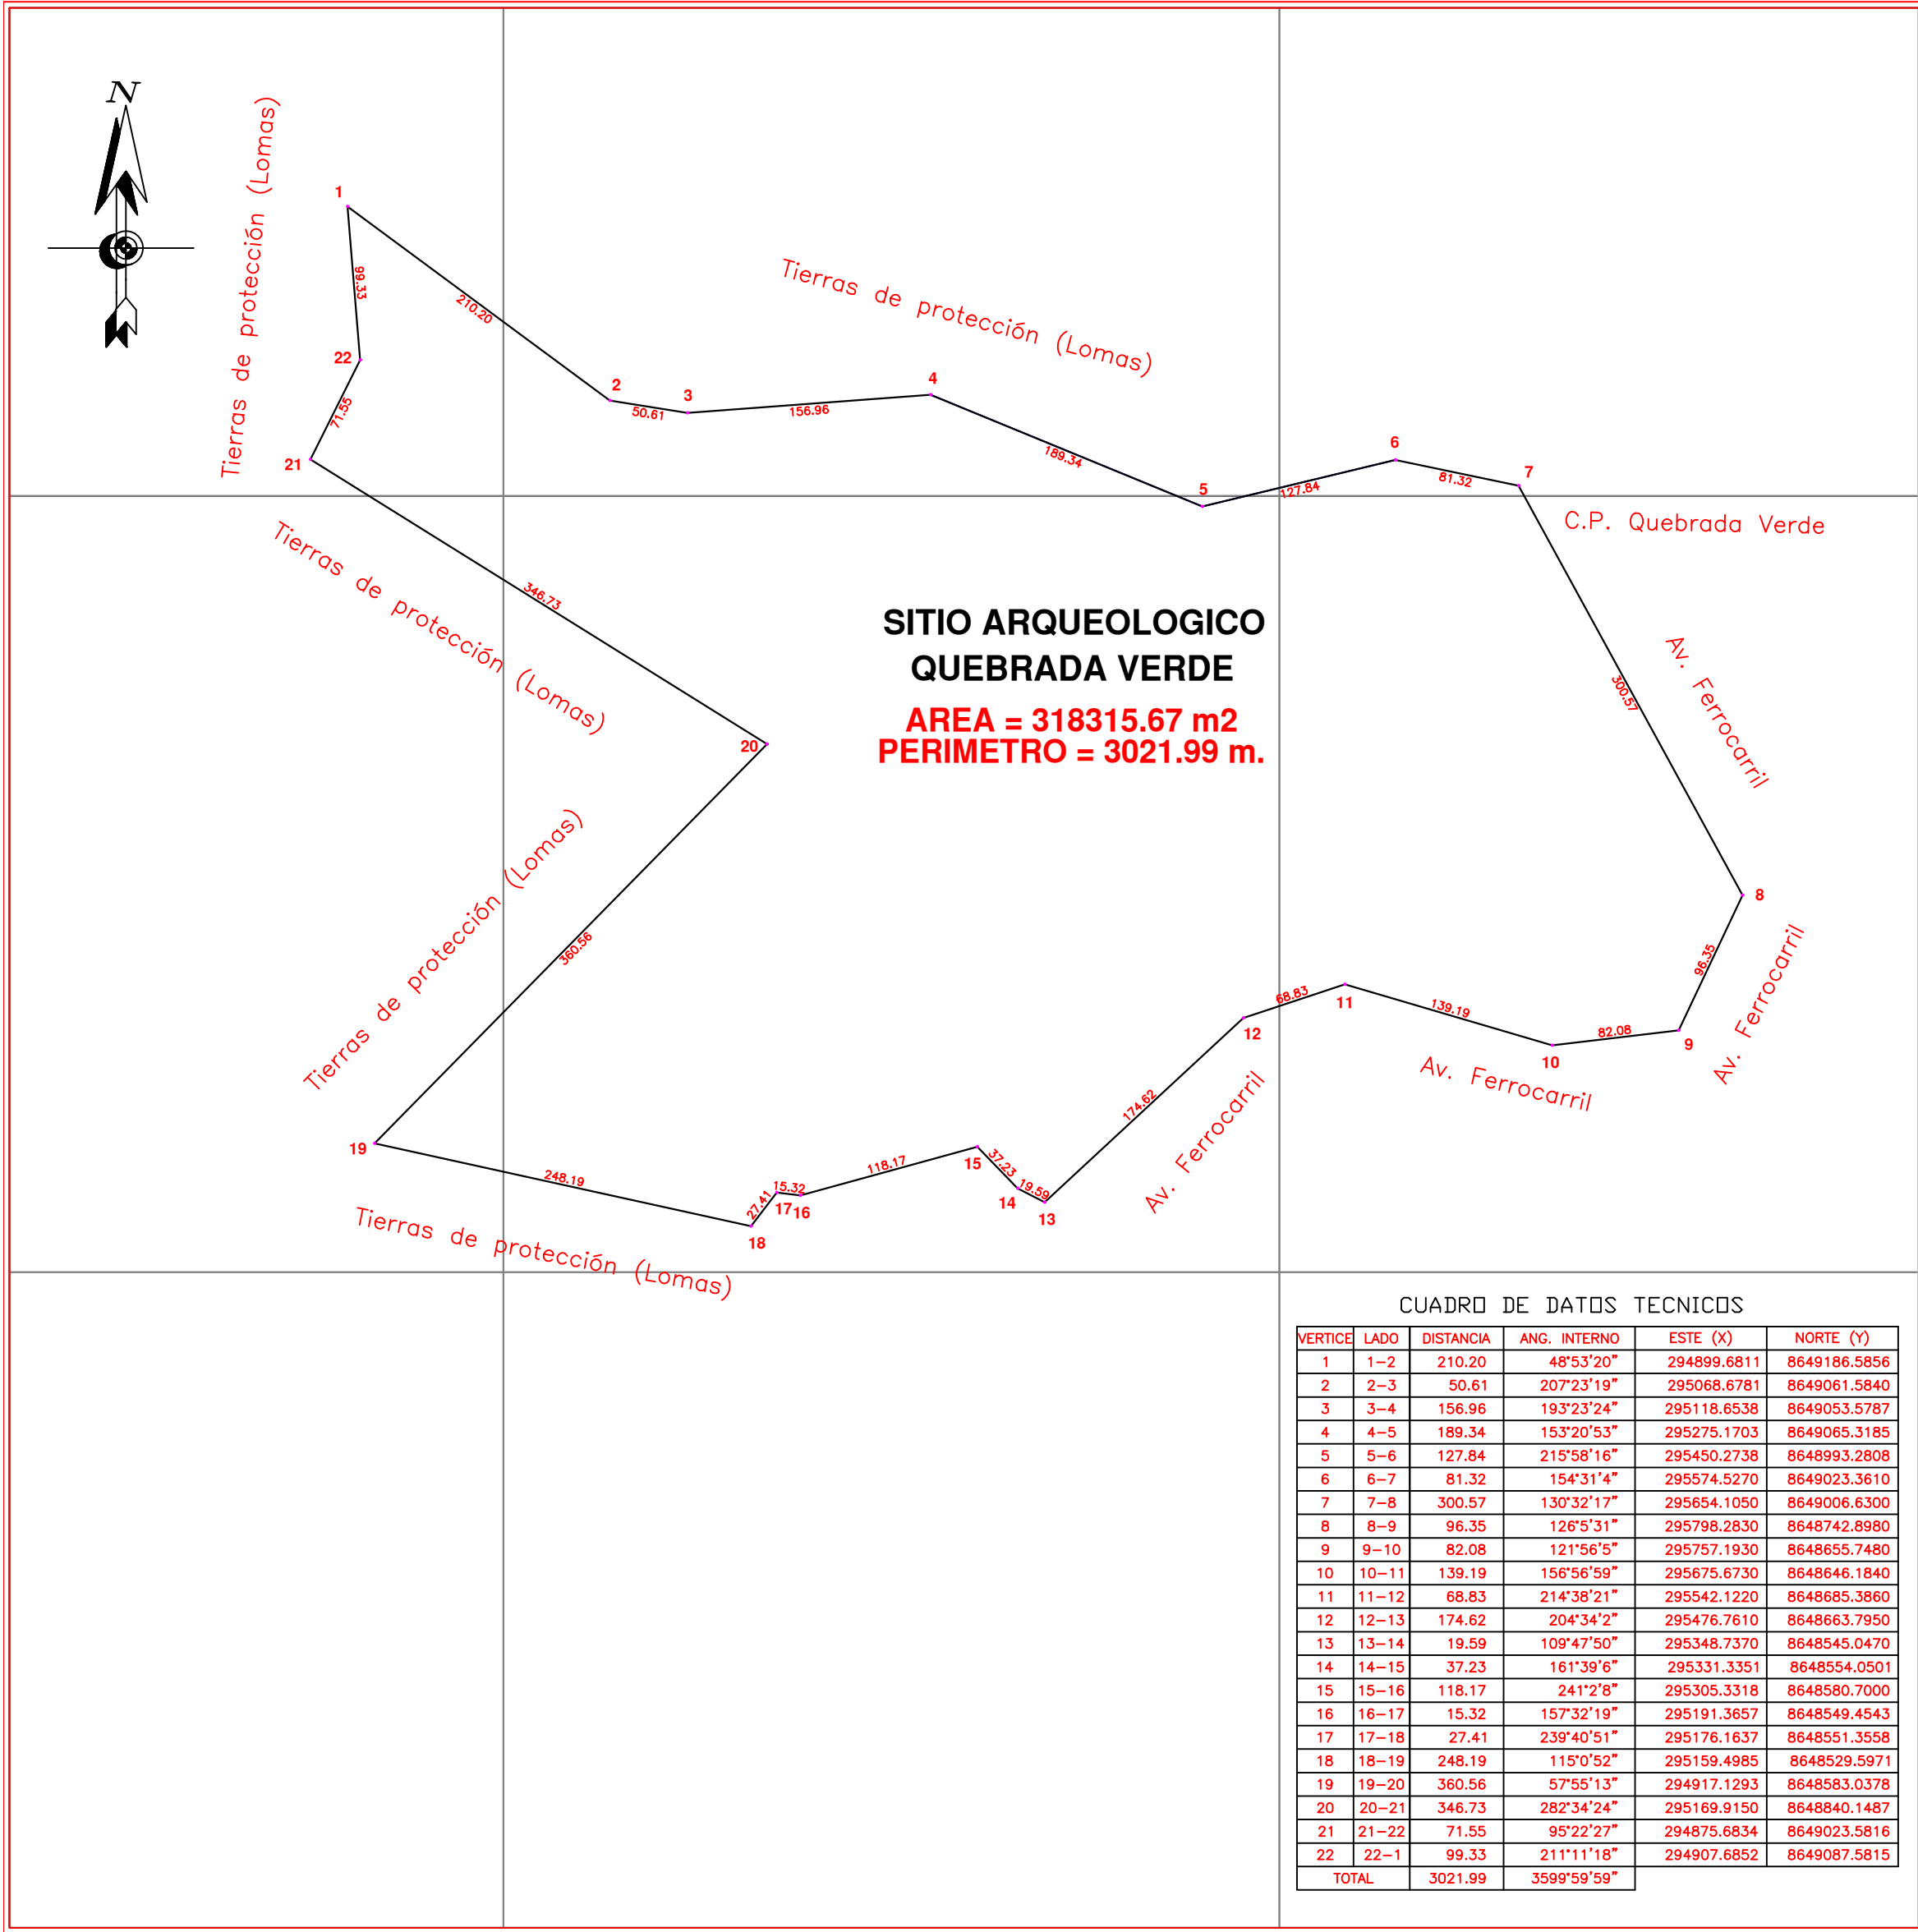 N
Tierras de protección (Lomas)
1
99.33
210.20
Tierras de protección (Lomas)
22
71.55
21
2
50.61
3
156.96
4
189.34
5
127.84
6
81.32
7
C.P. Quebrada Verde
Tierras de protección (Lomas)
346.73
SITIO ARQUEOLOGICO
QUEBRADA VERDE
AREA = 318315.67 m2
PERIMETRO = 3021.99 m.
300.57
Av. Ferrocarril
20
8
Tierras de protección (Lomas)
360.56
96.35
Av. Ferrocarril
9
82.08
10
139.19
11
68.83
12
Av. Ferrocarril
174.62
Av. Ferrocarril
19
248.19
118.17
15
37.23
19.59
14
13
15.32
27.41
17
16
18
Tierras de protección (Lomas)
CUADRO DE DATOS TECNICOS
VERTICE LADO DISTANCIA ANG. INTERNO ESTE (X) NORTE (Y)
1 1-2 210.20 48°53'20" 294899.6811 8649186.5856
2 2-3 50.61 207°23'19" 295068.6781 8649061.5840
3 3-4 156.96 193°23'24" 295118.6538 8649053.5787
4 4-5 189.34 153°20'53" 295275.1703 8649065.3185
5 5-6 127.84 215°58'16" 295450.2738 8648993.2808
6 6-7 81.32 154°31'4" 295574.5270 8649023.3610
7 7-8 300.57 130°32'17" 295654.1050 8649006.6300
8 8-9 96.35 126°5'31" 295798.2830 8648742.8980
9 9-10 82.08 121°56'5" 295757.1930 8648655.7480
10 10-11 139.19 156°56'59" 295675.6730 8648646.1840
11 11-12 68.83 214°38'21" 295542.1220 8648685.3860
12 12-13 174.62 204°34'2" 295476.7610 8648663.7950
13 13-14 19.59 109°47'50" 295348.7370 8648545.0470
14 14-15 37.23 161°39'6" 295331.3351 8648554.0501
15 15-16 118.17 241°2'8" 295305.3318 8648580.7000
16 16-17 15.32 157°32'19" 295191.3657 8648549.4543
17 17-18 27.41 239°40'51" 295176.1637 8648551.3558
18 18-19 248.19 115°0'52" 295159.4985 8648529.5971
19 19-20 360.56 57°55'13" 294917.1293 8648583.0378
20 20-21 346.73 282°34'24" 295169.9150 8648840.1487
21 21-22 71.55 95°22'27" 294875.6834 8649023.5816
22 22-1 99.33 211°11'18" 294907.6852 8649087.5815
TOTAL 3021.99 3599°59'59"